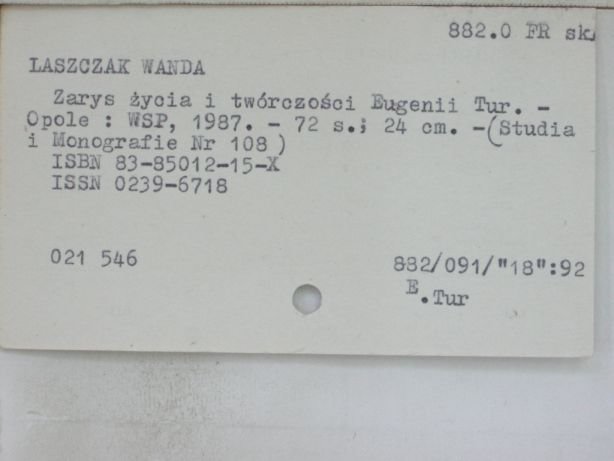 882.0 FR sk
LASZCZAK WANDA
Zarys życia i twórczości Eugenii Tur. -
Opole : WSP, 1987. - 72 s.; 24 cm. -(Studia
i Monografie Nr 108 )
ISBN 83-85012-15-X
ISSN 0239-6718
021 546
882/091/"18":92
E.Tur